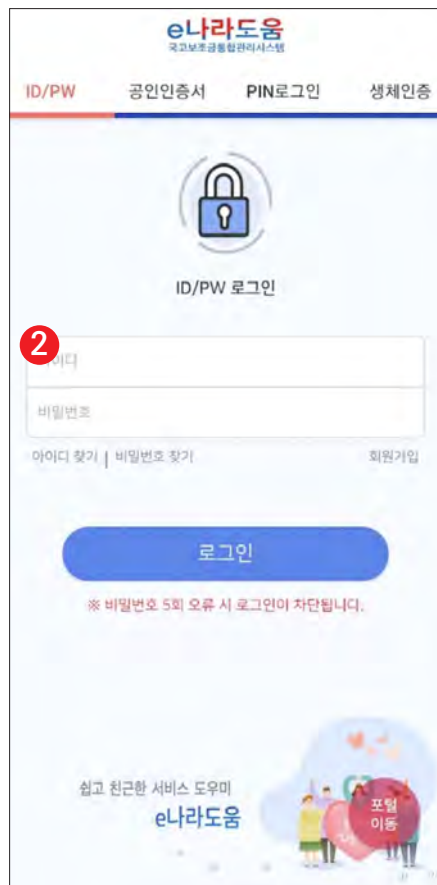 e나라도움
국고보조금통합관리시스템
ID/PW 공인인증서 PIN로그인 생체인증
ID/PW 로그인
2
아이디
비밀번호
아이디 찾기 | 비밀번호 찾기 회원가입
로그인
※ 비밀번호 5회 오류 시 로그인이 차단됩니다.
쉽고 친근한 서비스 도우미
e나라도움
포털
이동